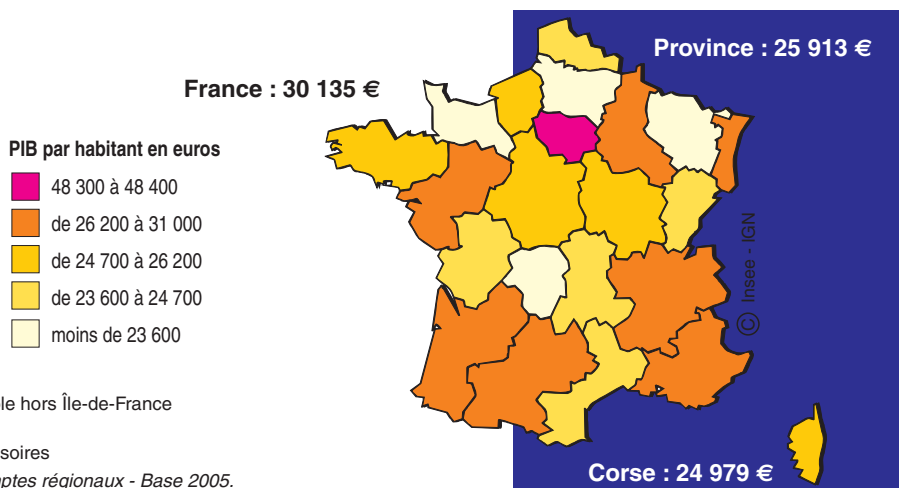 Province : 25 913 €
France : 30 135 €
PIB par habitant en euros
48 300 à 48 400
de 26 200 à 31 000
de 24 700 à 26 200
de 23 600 à 24 700
moins de 23 600
© Insee - IGN
le hors Île-de-France
soires
ptes régionaux - Base 2005.
Corse : 24 979 €